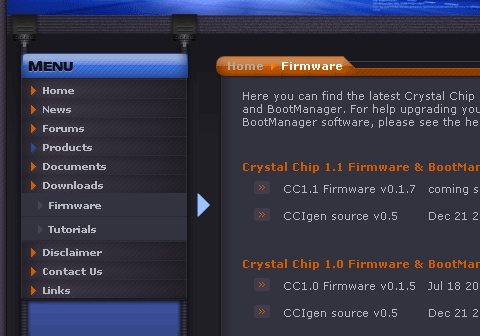 MENU
Home
News
Forums
Products
Documents
Downloads
Firmware
Tutorials
Disclaimer
Contact Us
Links
Home Firmware
Here you can find the latest Crystal Chip
and BootManager. For help upgrading you
BootManager software, please see the he
Crystal Chip 1.1 Firmware & BootMan
CC1.1 Firmware v0.1.7 coming s
CCIgen source v0.5 Dec 21 2
Crystal Chip 1.0 Firmware & BootMan
CC1.0 Firmware v0.1.5 Jul 18 20
CCIgen source v0.5 Dec 21 2